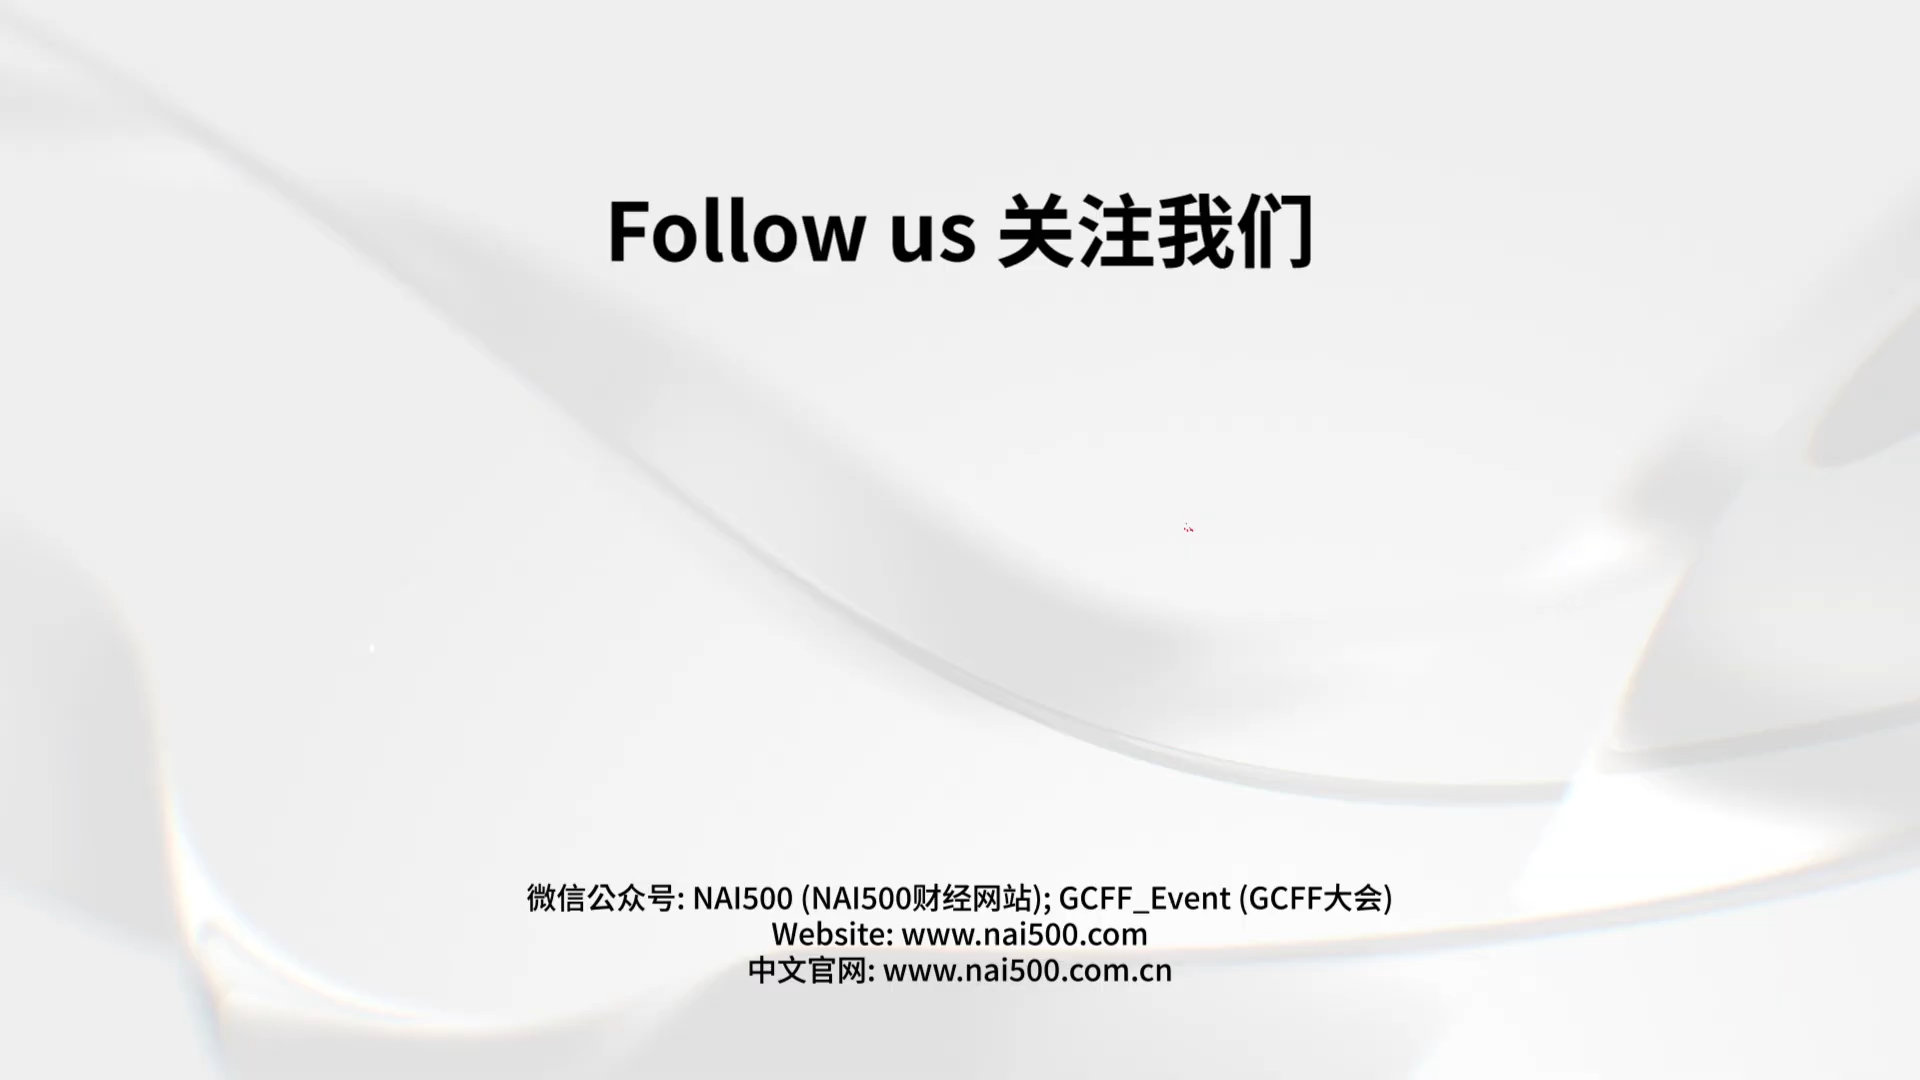 Follow us 关注我们
微信公众号: NAI500 (NAI500财经网站); GCFF_Event (GCFF大会)
Website: www.nai500.com
中文官网: www.nai500.com.cn